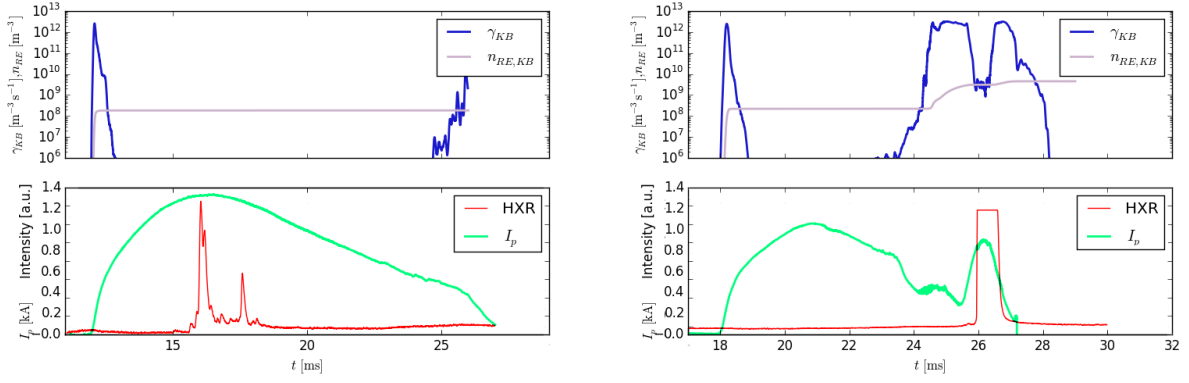 10^13
10^12
10^11
10^10
10^9
10^8
10^7
10^6
γ_KB [m^−3 s^−1], n_RE [m^−3]
γ_KB
n_RE,KB
1.4
1.2
1.0
0.8
0.6
0.4
0.2
−0.0
I_p [kA] Intensity [a.u.]
HXR
I_p
15 20 25
t [ms]
10^13
10^12
10^11
10^10
10^9
10^8
10^7
10^6
γ_KB [m^−3 s^−1], n_RE [m^−3]
γ_KB
n_RE,KB
1.4
1.2
1.0
0.8
0.6
0.4
0.2
−0.0
I_p [kA] Intensity [a.u.]
HXR
I_p
18 20 22 24 26 28 30 32
t [ms]